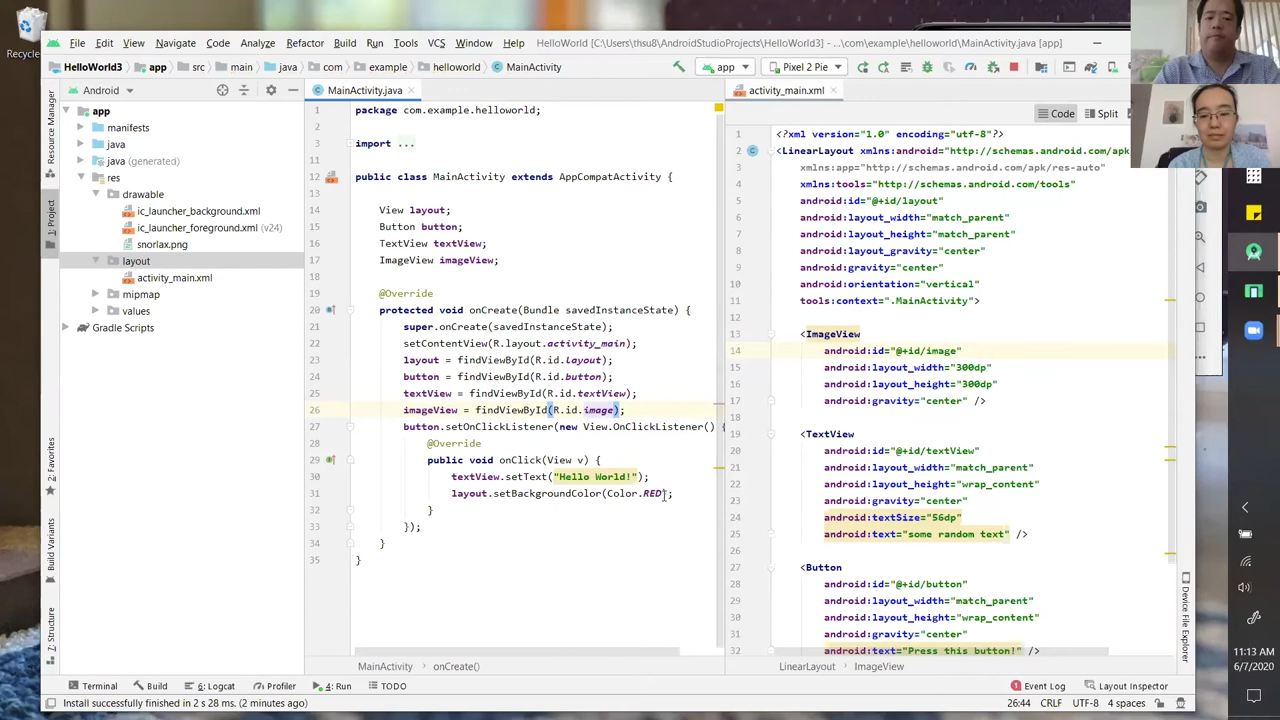 Recycle
File Edit View Navigate Code Analyze Refactor Build Run Tools VCS Window Help HelloWorld [C:\Users\thsu8\AndroidStudioProjects\HelloWorld3] - ...\com\example\helloworld\MainActivity.java [app]
HelloWorld3 app src main java com example helloworld MainActivity app Pixel 2 Pie
Android
MainActivity.java
activity_main.xml
Code Split
Resource Manager
1: Project
2: Favorites
Build Variants
7: Structure
app
manifests
java
java (generated)
res
drawable
ic_launcher_background.xml
ic_launcher_foreground.xml (v24)
snorlax.png
layout
activity_main.xml
mipmap
values
Gradle Scripts
1 package com.example.helloworld;
2
3 import ...
11
12 public class MainActivity extends AppCompatActivity {
13
14 View layout;
15 Button button;
16 TextView textView;
17 ImageView imageView;
18
19 @Override
20 protected void onCreate(Bundle savedInstanceState) {
21 super.onCreate(savedInstanceState);
22 setContentView(R.layout.activity_main);
23 layout = findViewById(R.id.layout);
24 button = findViewById(R.id.button);
25 textView = findViewById(R.id.textView);
26 imageView = findViewById(R.id.image);
27 button.setOnClickListener(new View.OnClickListener() {
28 @Override
29 public void onClick(View v) {
30 textView.setText("Hello World!");
31 layout.setBackgroundColor(Color.RED);
32 }
33 });
34 }
35 }
MainActivity onCreate()
1 <?xml version="1.0" encoding="utf-8"?>
2 <LinearLayout xmlns:android="http://schemas.android.com/apk
3 xmlns:app="http://schemas.android.com/apk/res-auto"
4 xmlns:tools="http://schemas.android.com/tools"
5 android:id="@+id/layout"
6 android:layout_width="match_parent"
7 android:layout_height="match_parent"
8 android:layout_gravity="center"
9 android:gravity="center"
10 android:orientation="vertical"
11 tools:context=".MainActivity">
12
13 <ImageView
14 android:id="@+id/image"
15 android:layout_width="300dp"
16 android:layout_height="300dp"
17 android:gravity="center" />
18
19 <TextView
20 android:id="@+id/textView"
21 android:layout_width="match_parent"
22 android:layout_height="wrap_content"
23 android:gravity="center"
24 android:textSize="56dp"
25 android:text="some random text" />
26
27 <Button
28 android:id="@+id/button"
29 android:layout_width="match_parent"
30 android:layout_height="wrap_content"
31 android:gravity="center"
32 android:text="Press this button!" />
LinearLayout ImageView
Device File Explorer
Terminal Build 6: Logcat Profiler 4: Run TODO Event Log Layout Inspector
Install successfully finished in 2 s 28 ms. (2 minutes ago) 26:44 CRLF UTF-8 4 spaces
11:13 AM
6/7/2020